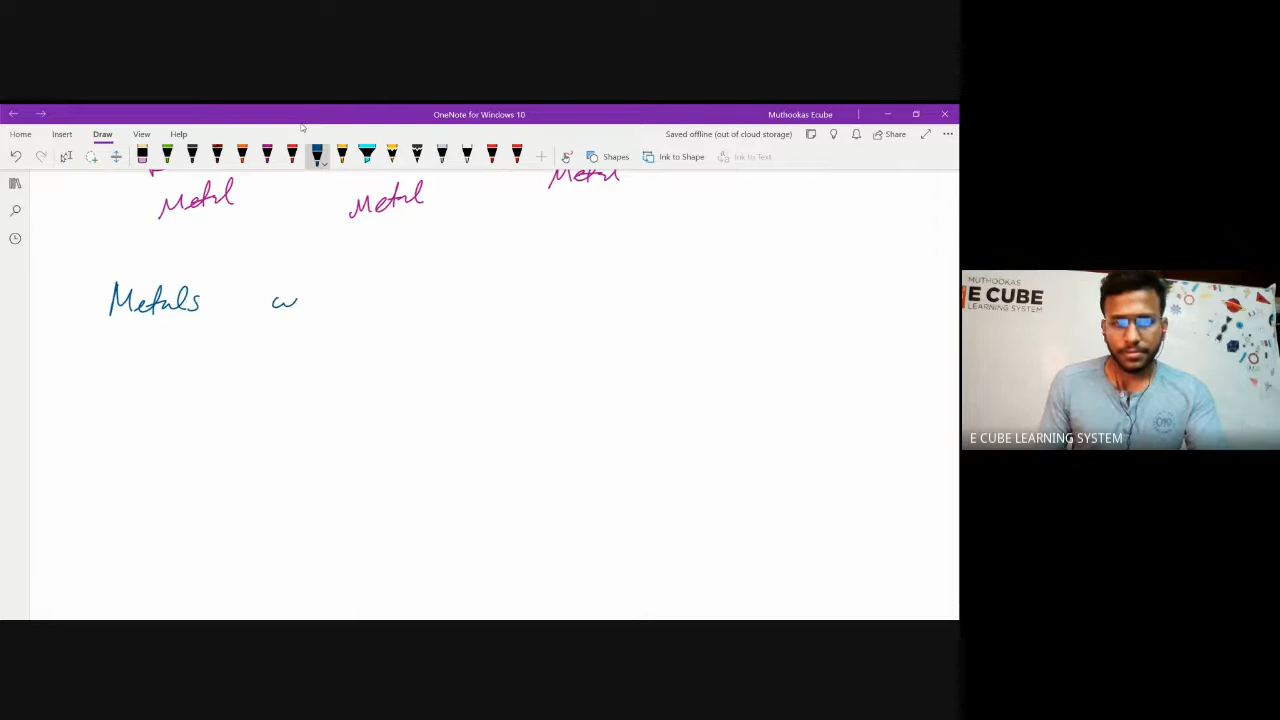 OneNote for Windows 10
Muthookas Ecube
Home Insert Draw View Help
Saved offline (out of cloud storage)
Share
Shapes
Ink to Shape
Ink to Text
Metal
Metal Metal
Metals w
MUTHOOKAS
E CUBE
LEARNING SYSTEM
E CUBE LEARNING SYSTEM